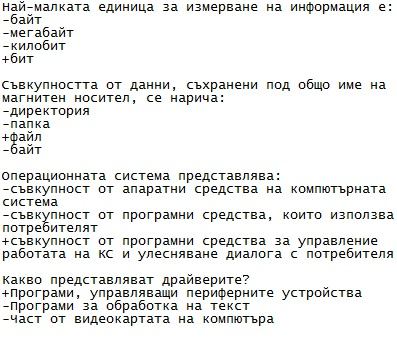 Най-малката единица за измерване на информация е:
-байт
-мегабайт
-килобит
+бит

Съвкупността от данни, съхранени под общо име на
магнитен носител, се нарича:
-директория
-папка
+файл
-байт

Операционната система представлява:
-съвкупност от апаратни средства на компютърната
система
-съвкупност от програмни средства, които използва
потребителят
+съвкупност от програмни средства за управление
работата на КС и улесняване диалога с потребителя

Какво представляват драйверите?
+Програми, управляващи периферните устройства
-Програми за обработка на текст
-Част от видеокартата на компютъра